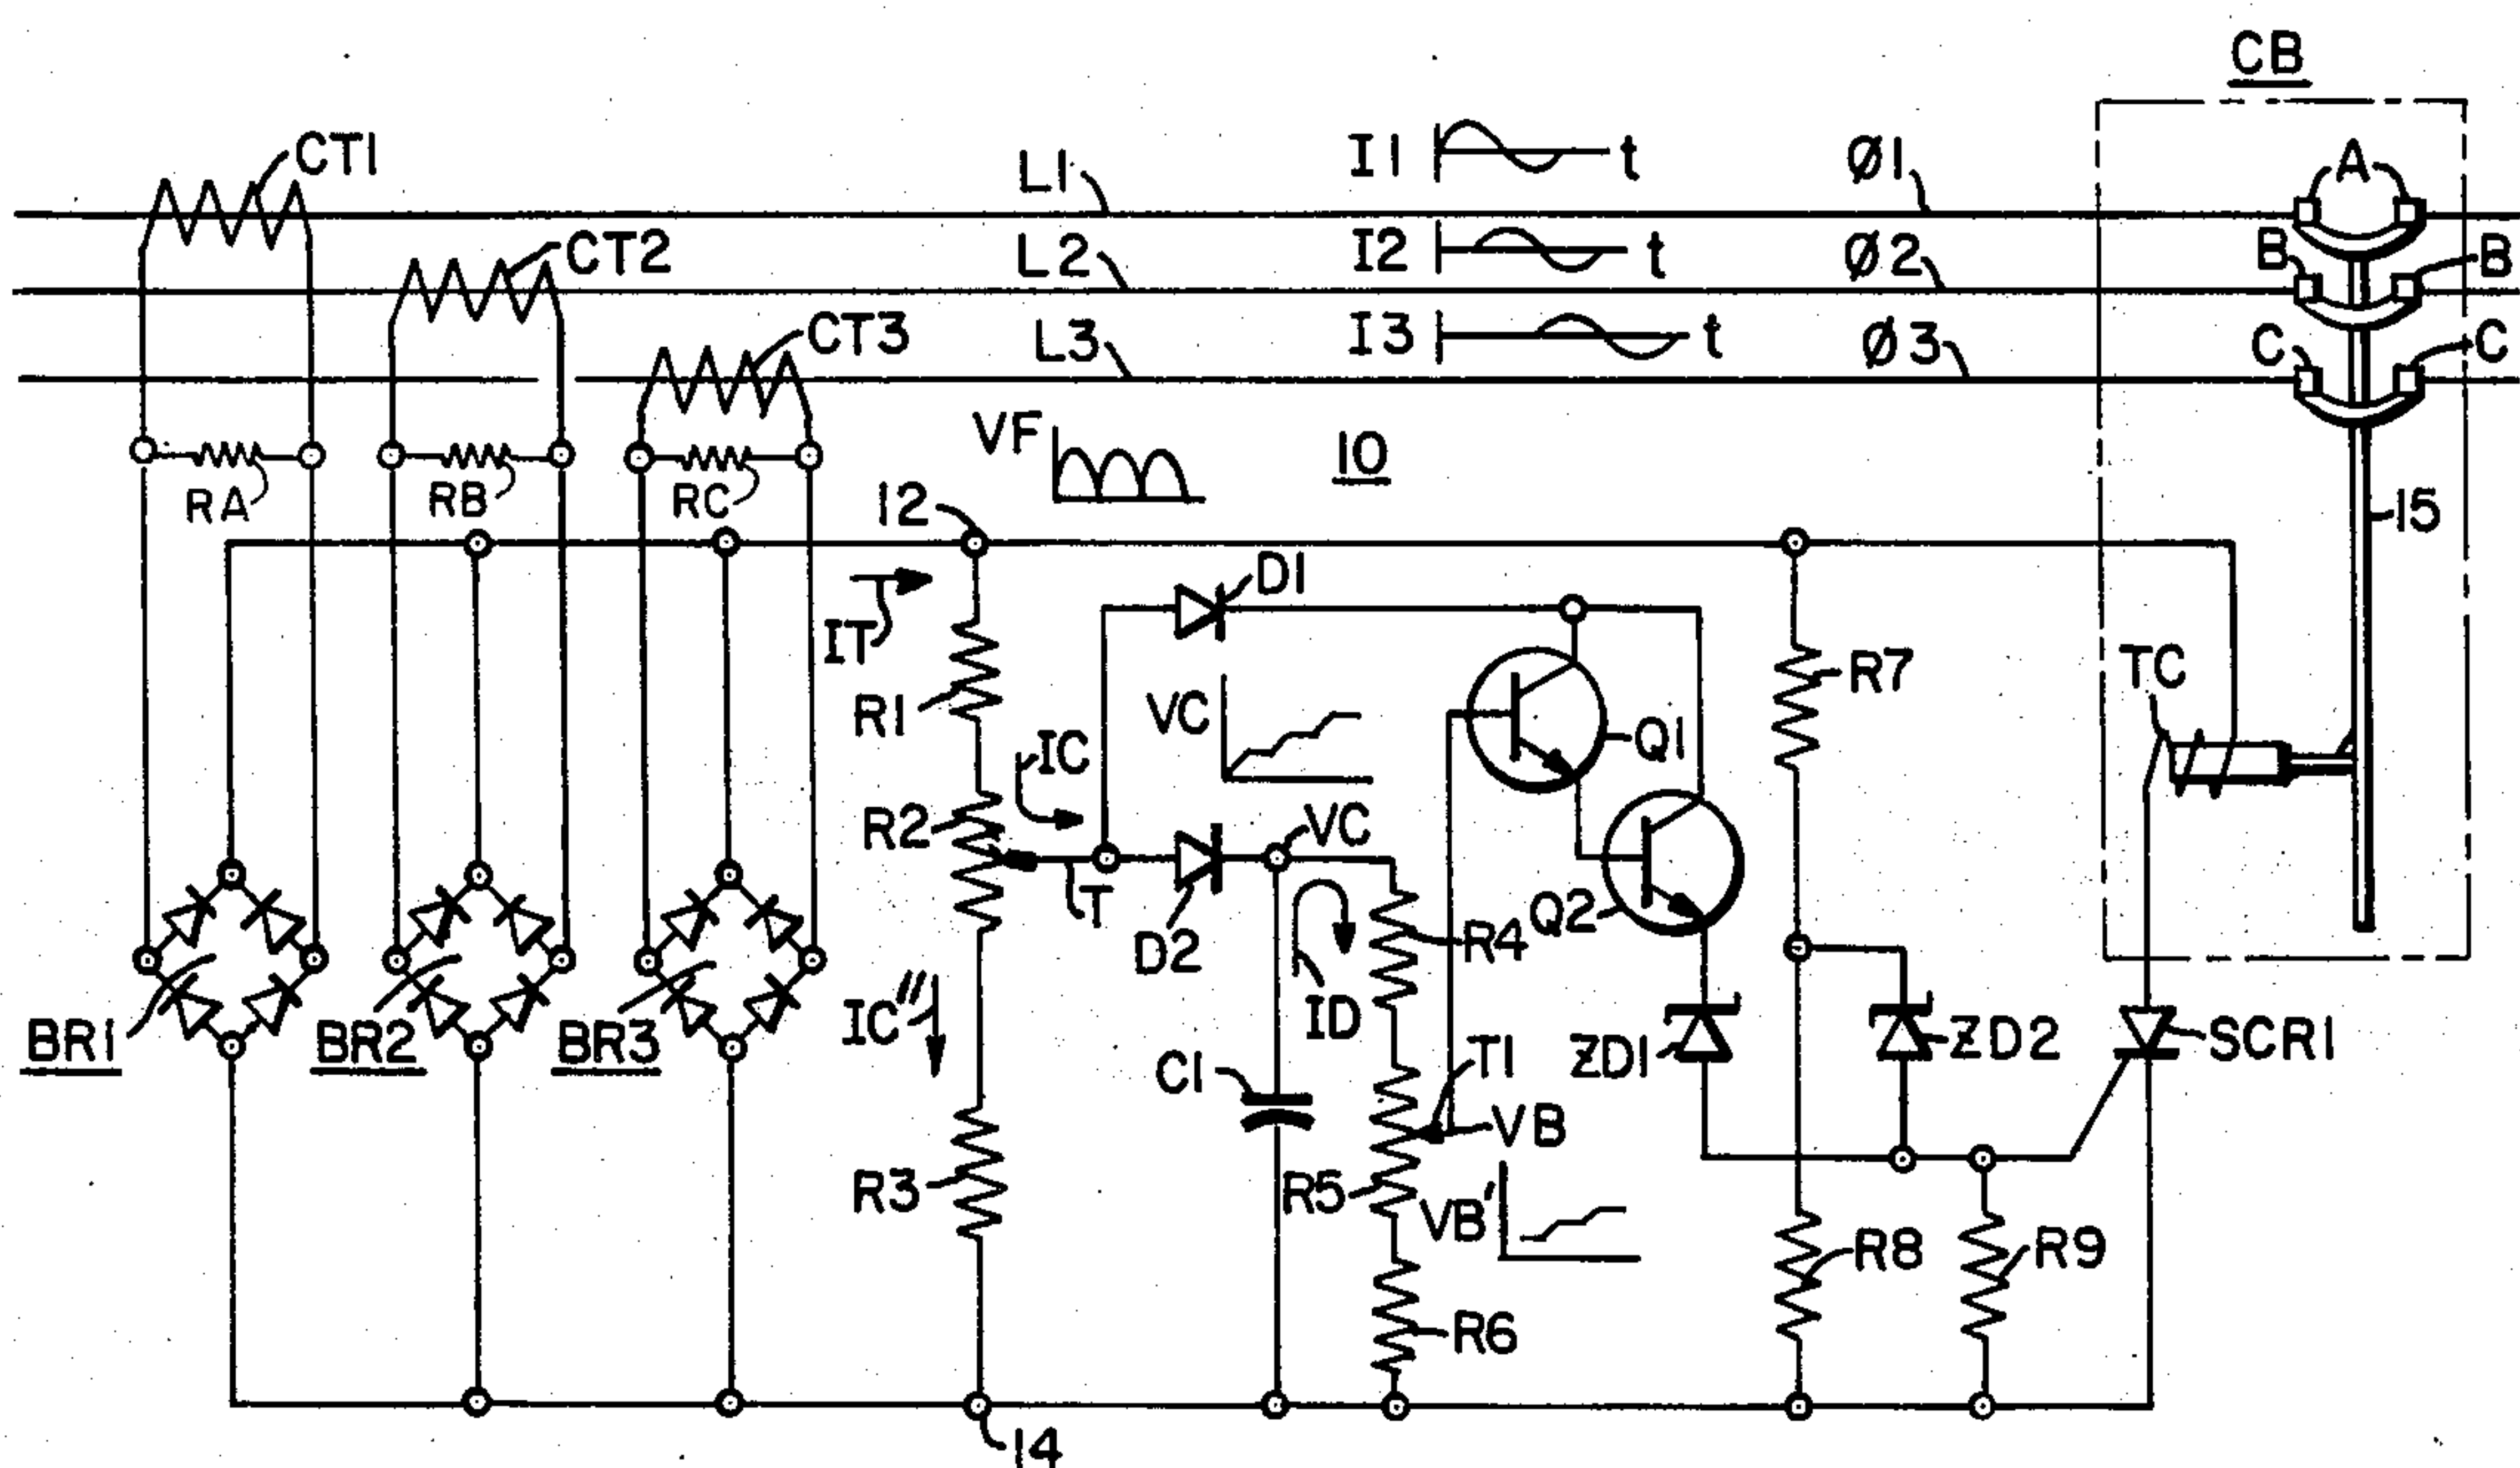 CB
CT1
L1
I1
t
Ø1
A
CT2
L2
I2
t
Ø2
B
B
CT3
L3
I3
t
Ø3
C
C
VF
10
RA
RB
RC
12
15
IT
D1
R1
VC
Q1
R7
TC
IC
R2
VC
T
D2
R4
Q2
ID
IC"
BR1
BR2
BR3
C1
T1
ZD1
ZD2
SCR1
VB
R3
R5
VB'
R8
R9
R6
14